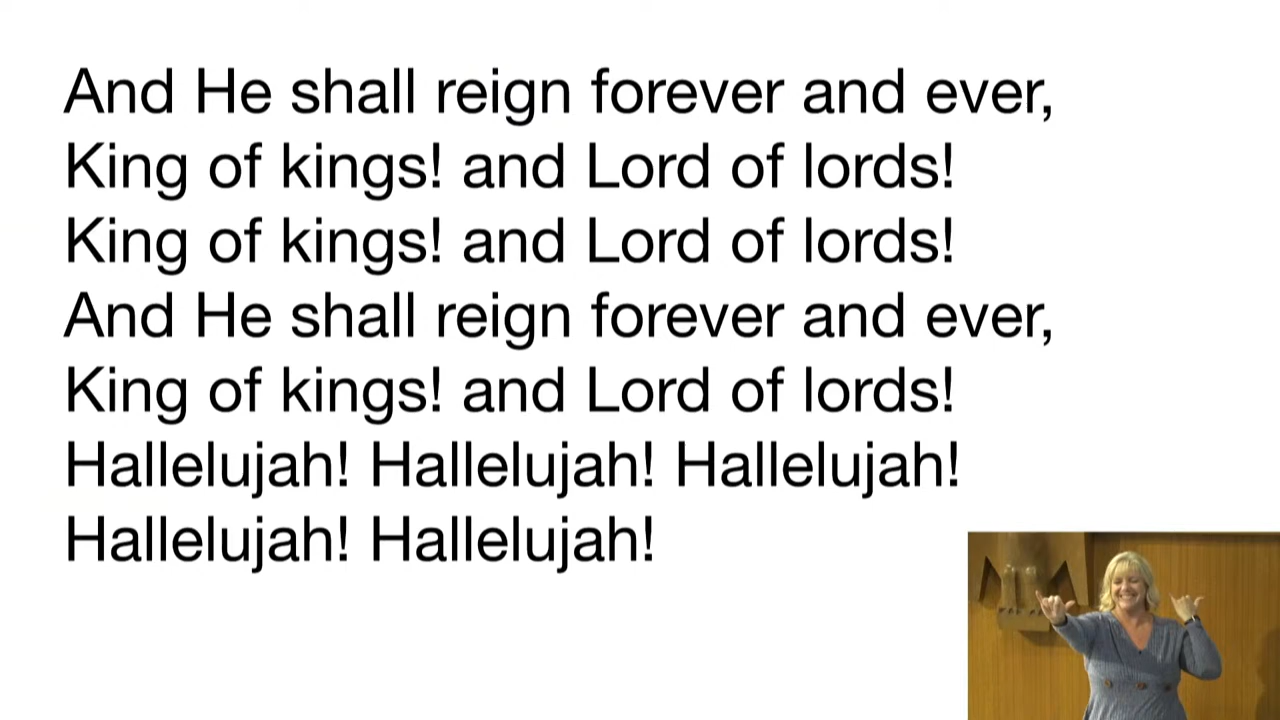 And He shall reign forever and ever,
King of kings! and Lord of lords!
King of kings! and Lord of lords!
And He shall reign forever and ever,
King of kings! and Lord of lords!
Hallelujah! Hallelujah! Hallelujah!
Hallelujah! Hallelujah!